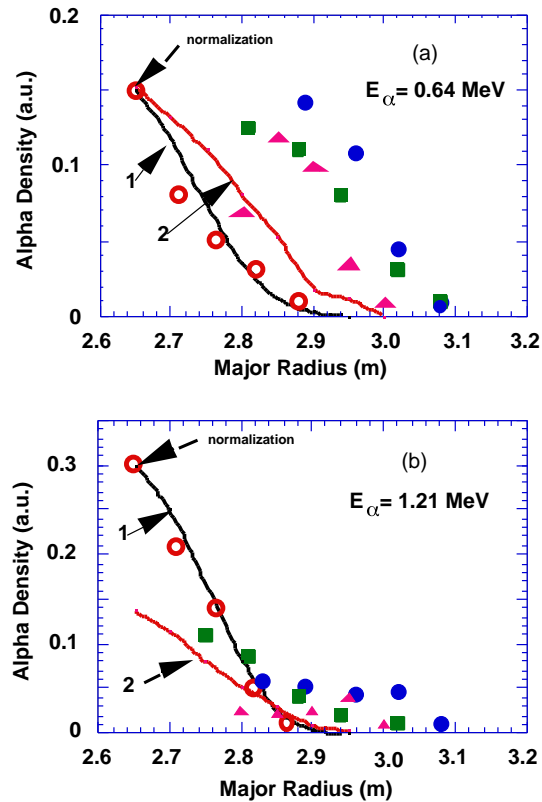 0.2
normalization
(a)
Eα= 0.64 MeV
0.1
1
2
0
2.6 2.7 2.8 2.9 3.0 3.1 3.2
Alpha Density (a.u.)
Major Radius (m)
normalization
(b)
Eα= 1.21 MeV
0.3
1
0.2
0.1
2
0
2.6 2.7 2.8 2.9 3.0 3.1 3.2
Alpha Density (a.u.)
Major Radius (m)